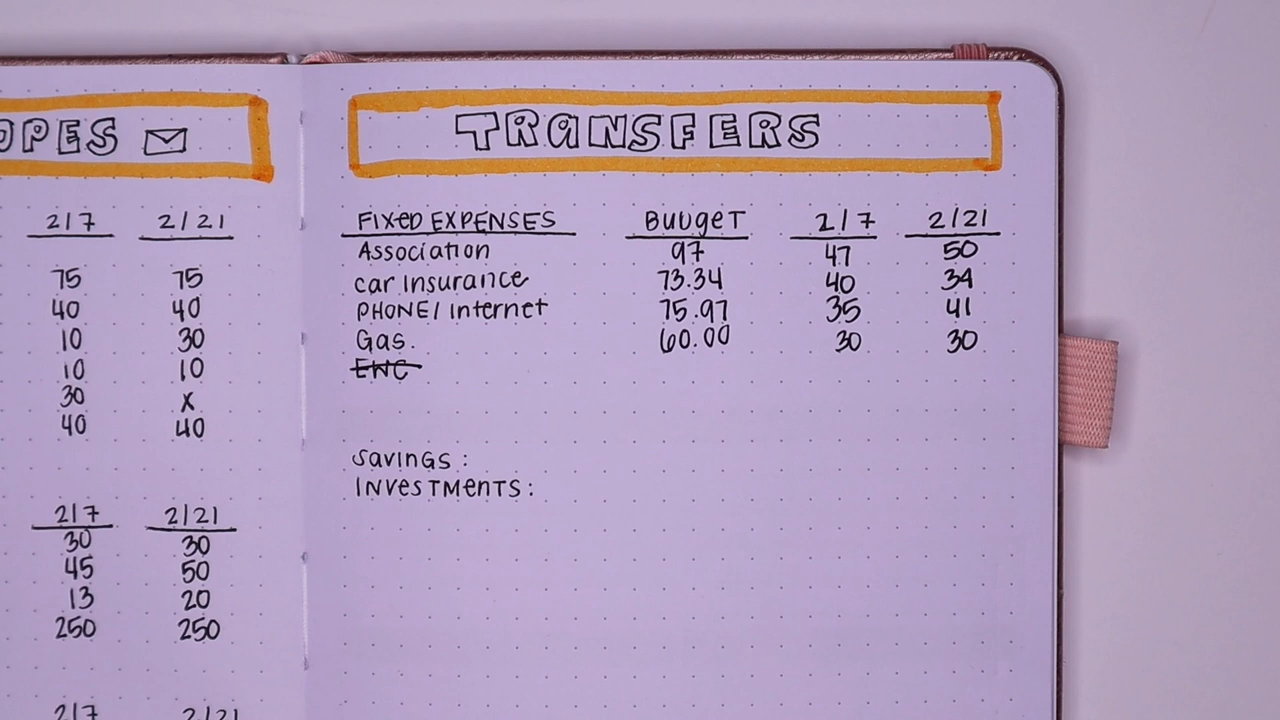 OPES
2/7 2/21
75 75
40 40
10 30
10 10
30 X
40 40
2/7 2/21
30 30
45 50
13 20
250 250
2/7 2/21
TRANSFERS
FIXED EXPENSES BUDGET 2/7 2/21
Association 97 47 50
car insurance 73.34 40 34
PHONE/ internet 75.97 35 41
Gas. 60.00 30 30
EWC
SAVINGS:
INVESTMENTS: